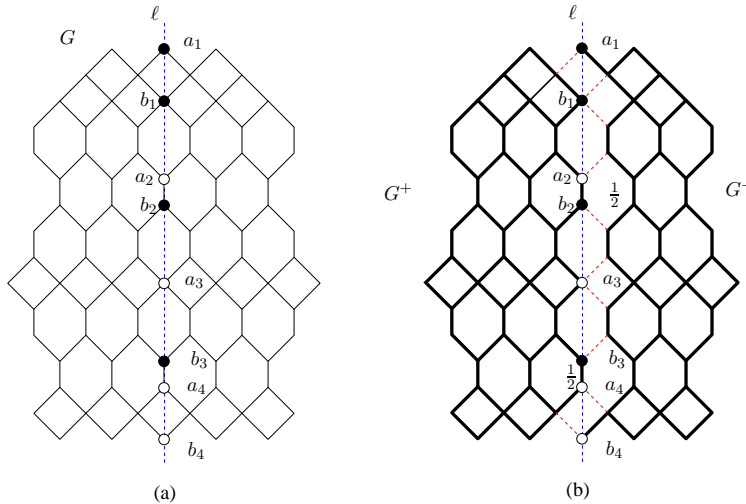 ℓ
G
a₁
b₁
a₂
b₂
a₃
b₃
a₄
b₄
(a)
ℓ
a₁
b₁
a₂
½
b₂
G⁺
G⁻
a₃
b₃
½
a₄
b₄
(b)